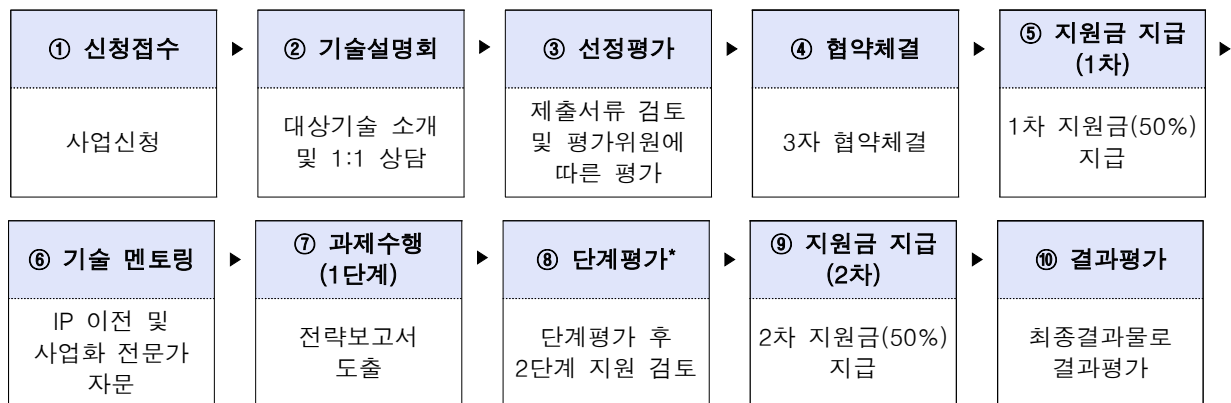 ① 신청접수 ▶
사업신청
② 기술설명회 ▶
대상기술 소개
및 1:1 상담
③ 선정평가 ▶
제출서류 검토
및 평가위원에
따른 평가
④ 협약체결 ▶
3자 협약체결
⑤ 지원금 지급
(1차) ▶
1차 지원금(50%)
지급
⑥ 기술 멘토링 ▶
IP 이전 및
사업화 전문가
자문
⑦ 과제수행
(1단계) ▶
전략보고서
도출
⑧ 단계평가* ▶
단계평가 후
2단계 지원 검토
⑨ 지원금 지급
(2차) ▶
2차 지원금(50%)
지급
⑩ 결과평가
최종결과물로
결과평가